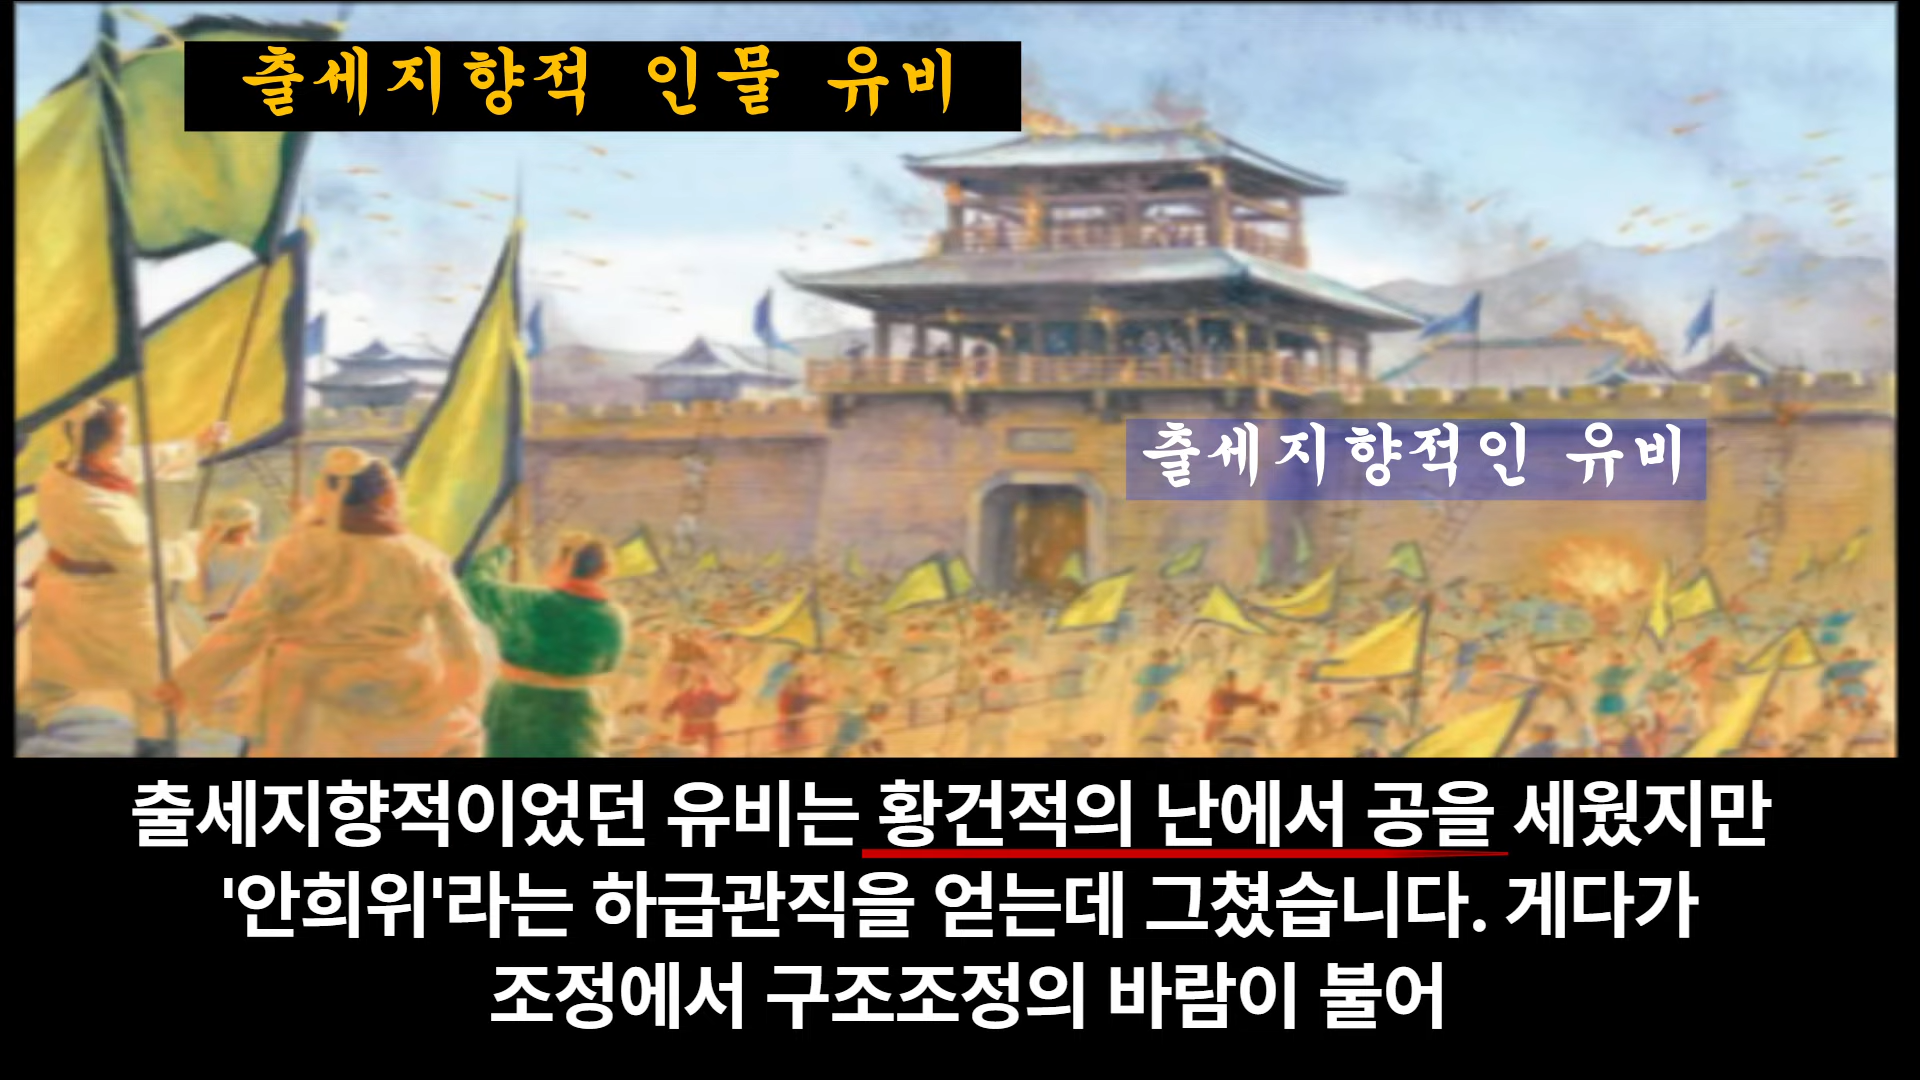 출세지향적 인물 유비
출세지향적인 유비
출세지향적이었던 유비는 황건적의 난에서 공을 세웠지만
'안희위'라는 하급관직을 얻는데 그쳤습니다. 게다가
조정에서 구조조정의 바람이 불어